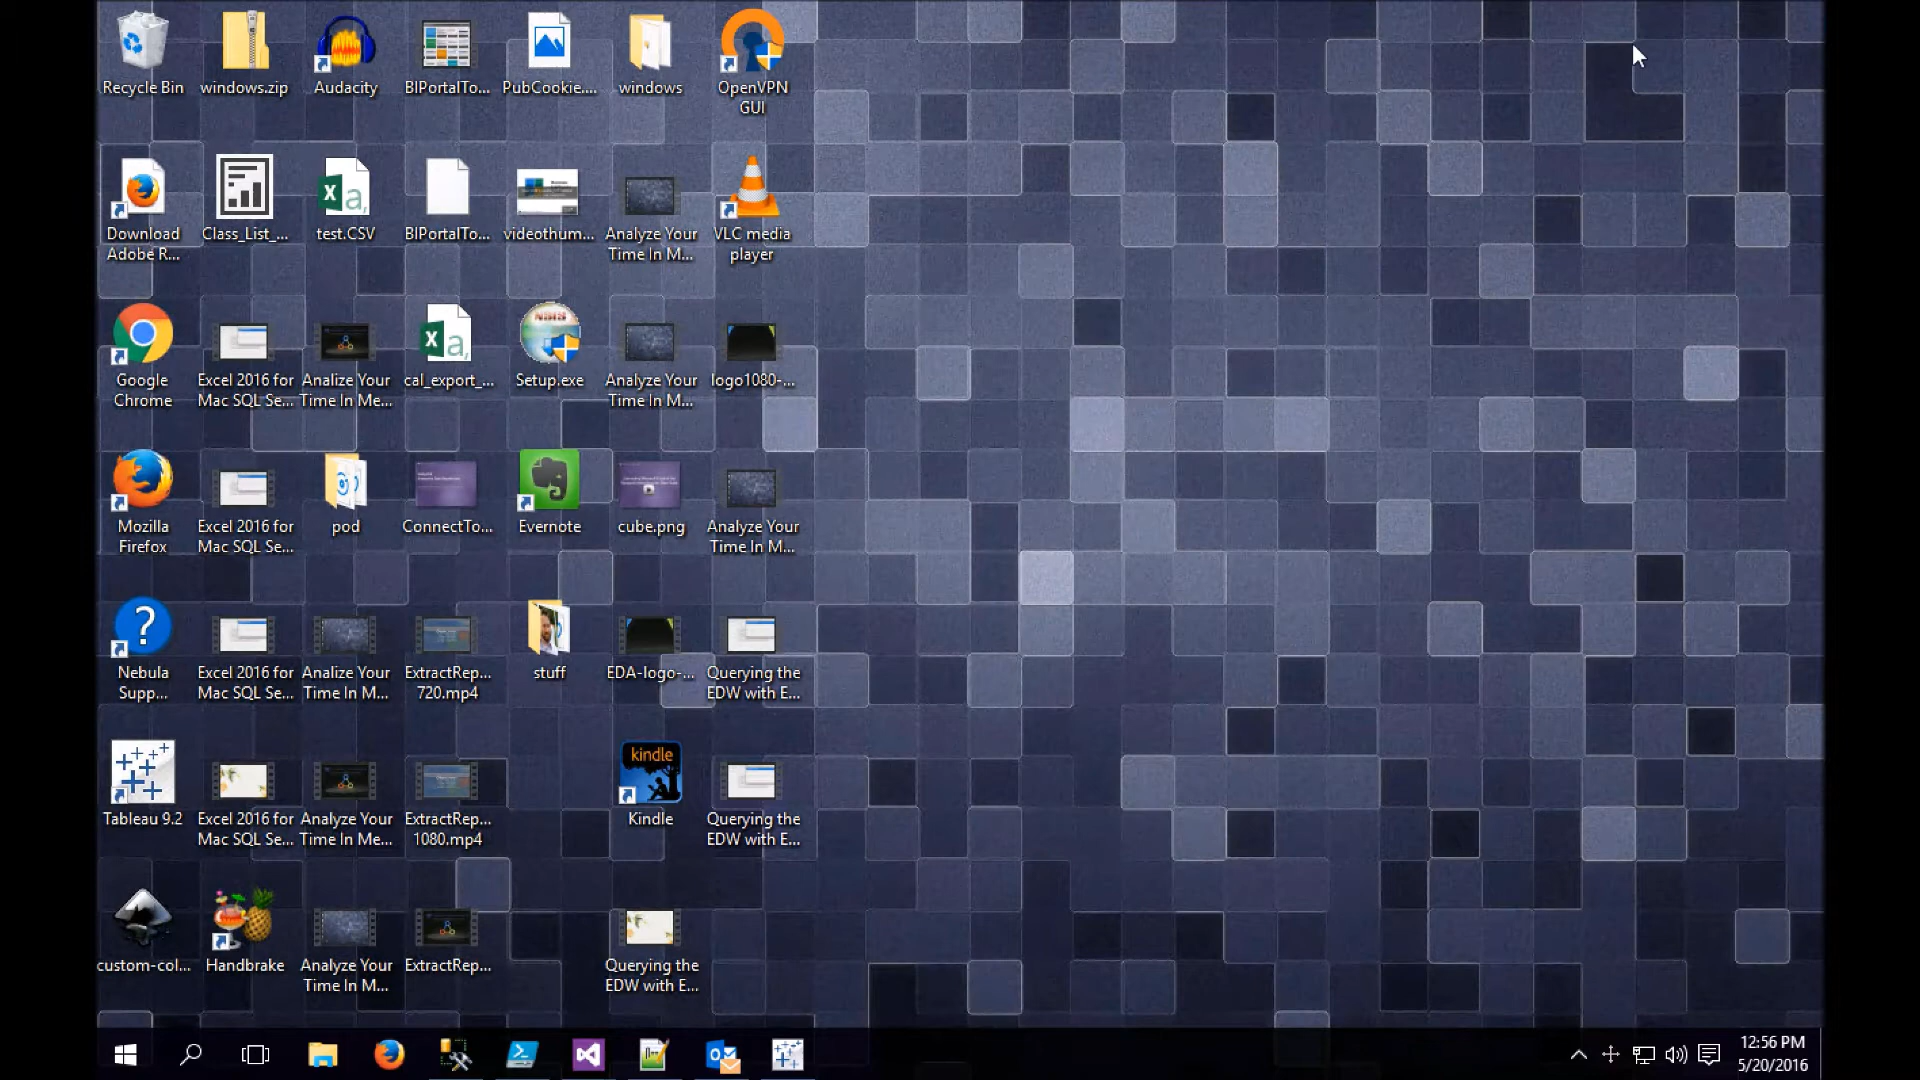 Recycle Bin
windows.zip
Audacity
BIPortalTo...
PubCookie....
windows
OpenVPN
GUI
Download
Adobe R...
Class_List_...
test.CSV
BIPortalTo...
videothum...
Analyze Your
Time In M...
VLC media
player
Google
Chrome
Excel 2016 for
Mac SQL Se...
Analize Your
Time In Me...
cal_export_...
Setup.exe
Analyze Your
Time In M...
logo1080-...
Mozilla
Firefox
Excel 2016 for
Mac SQL Se...
pod
ConnectTo...
Evernote
cube.png
Analyze Your
Time In M...
Nebula
Supp...
Excel 2016 for
Mac SQL Se...
Analize Your
Time In M...
ExtractRep...
720.mp4
stuff
EDA-logo-...
Querying the
EDW with E...
Tableau 9.2
Excel 2016 for
Mac SQL Se...
Analyze Your
Time In Me...
ExtractRep...
1080.mp4
kindle
Kindle
Querying the
EDW with E...
custom-col...
Handbrake
Analyze Your
Time In M...
ExtractRep...
Querying the
EDW with E...
12:56 PM
5/20/2016